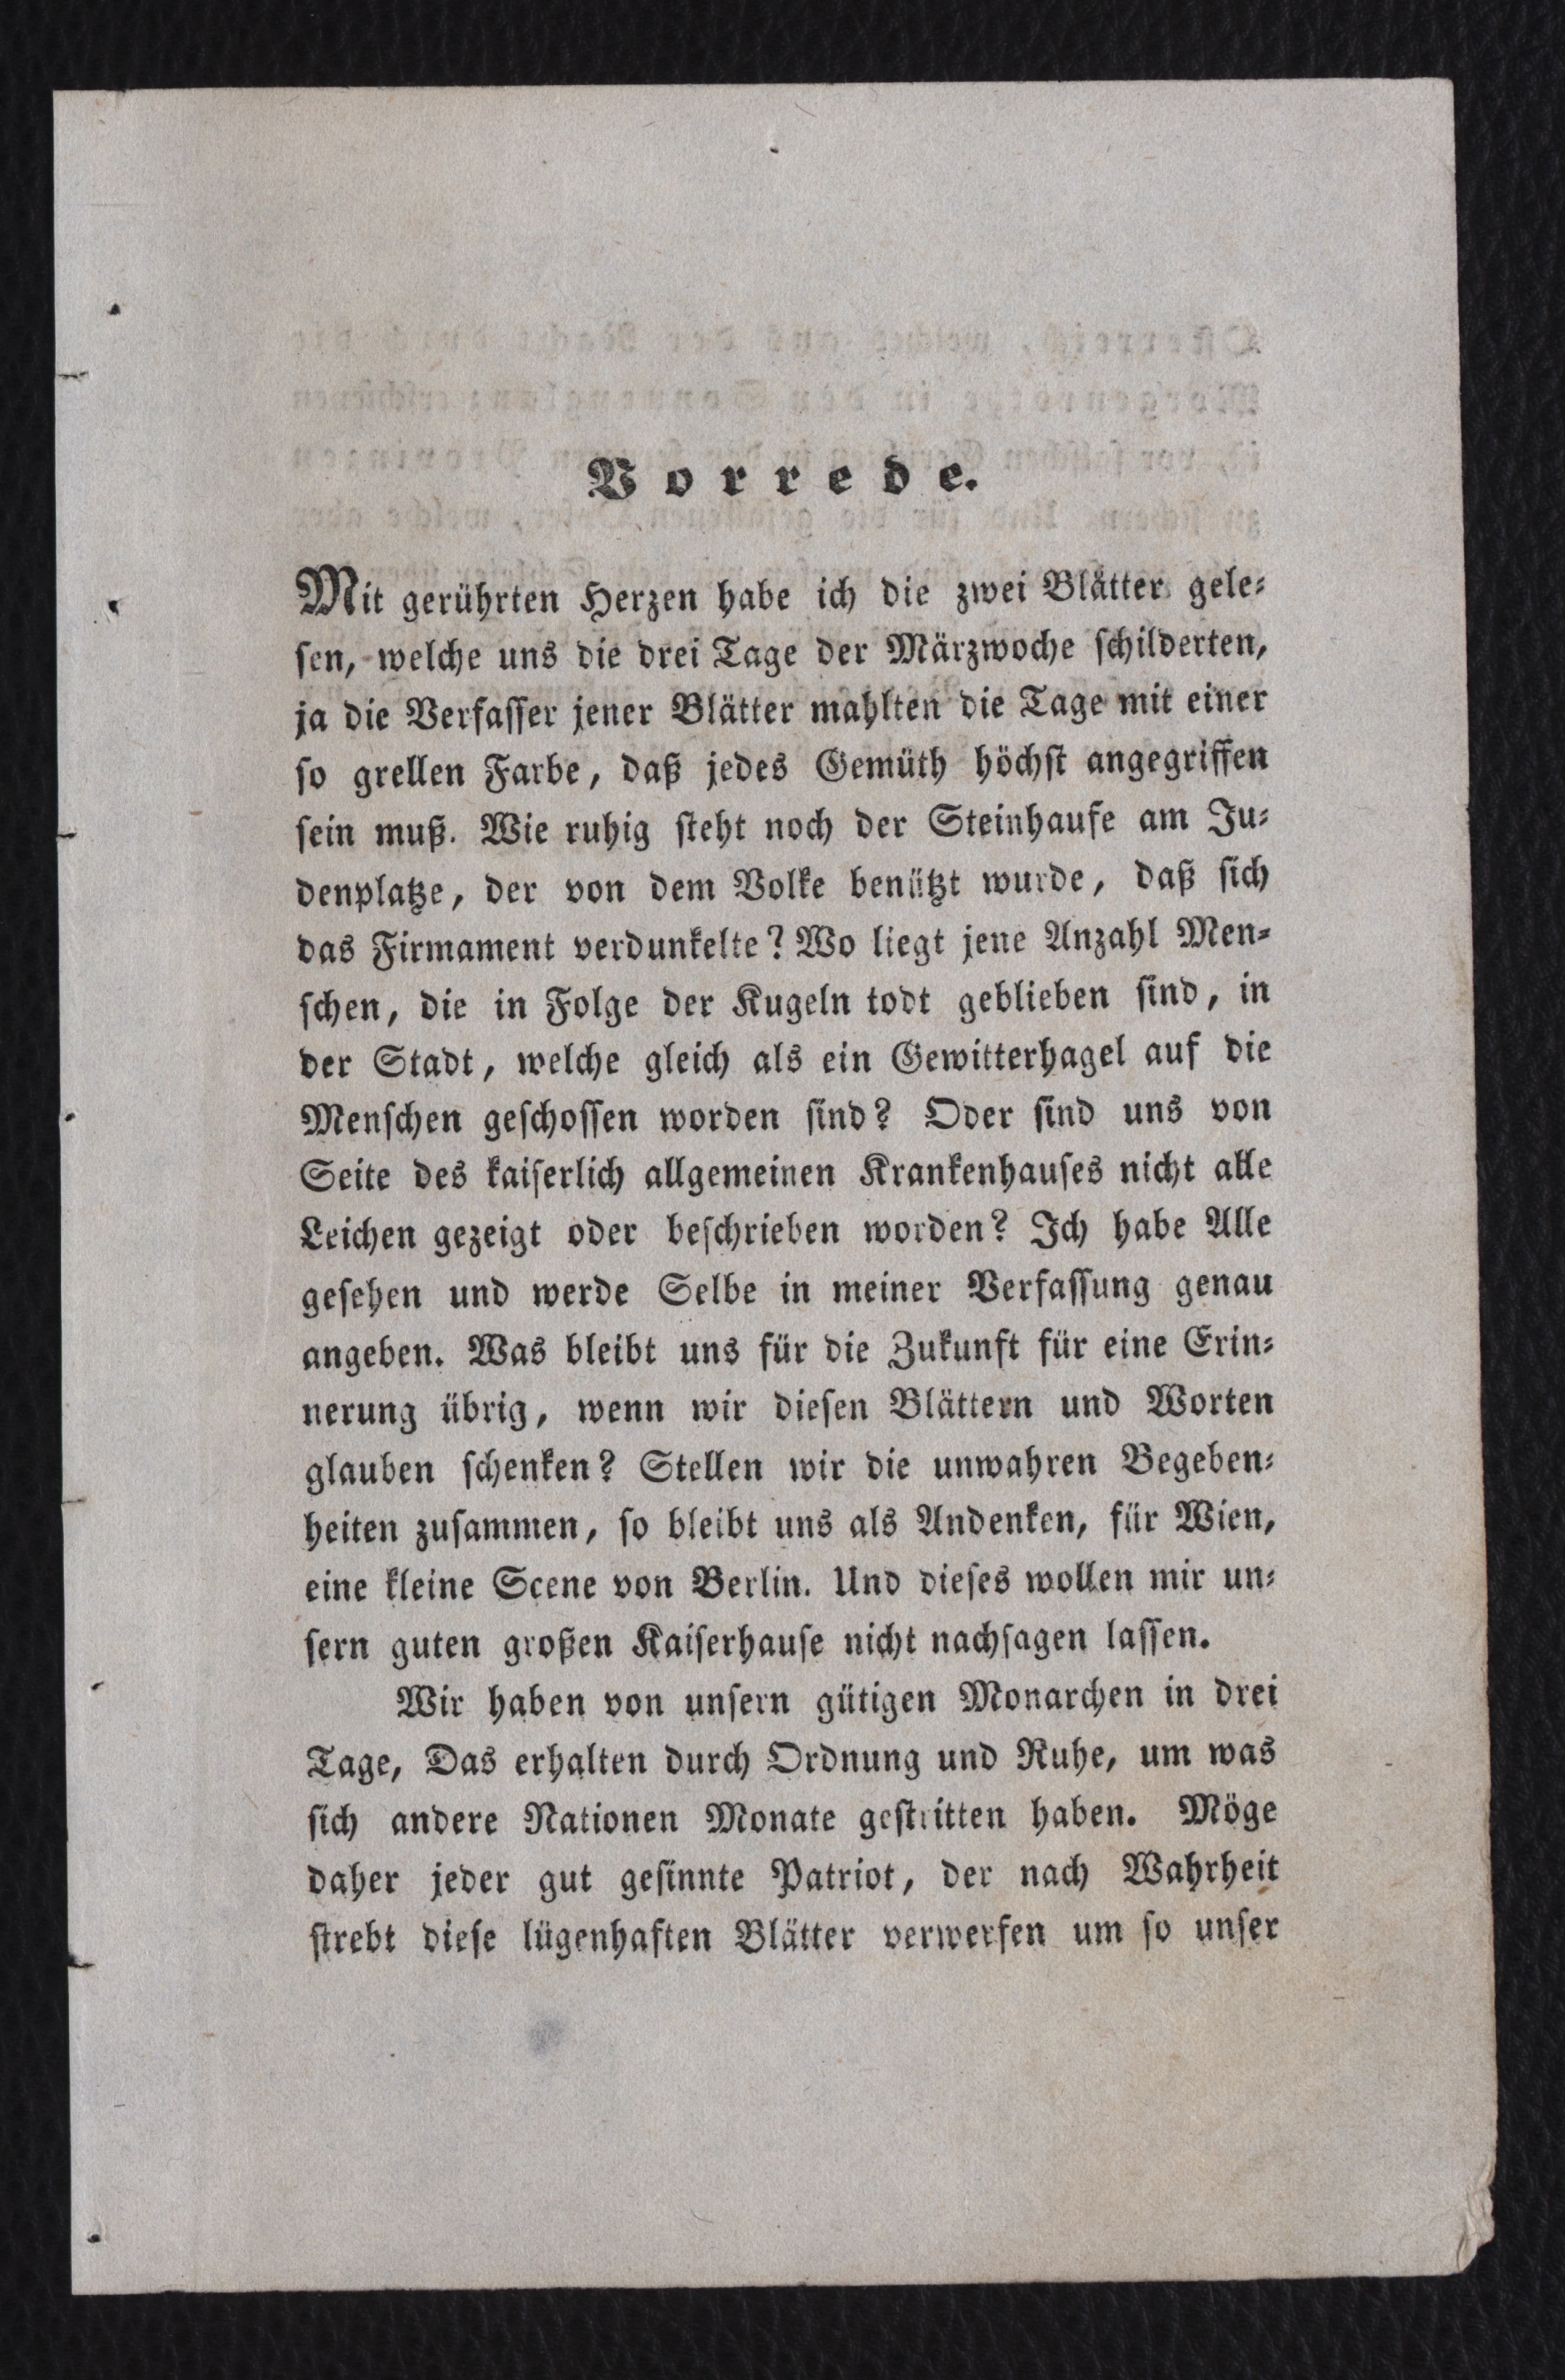 Vorrede.
Mit gerührten Herzen habe ich die zwei Blätter gele⸗
ſen, welche uns die drei Tage der Märzwoche ſchilderten,
ja die Verfaſſer jener Blätter mahlten die Tage mit einer
ſo grellen Farbe, daß jedes Gemüth höchſt angegriffen
ſein muß. Wie ruhig ſteht noch der Steinhaufe am Ju⸗
denplatze, der von dem Volke benützt wurde, daß ſich
das Firmament verdunkelte? Wo liegt jene Anzahl Men⸗
ſchen, die in Folge der Kugeln todt geblieben ſind, in
der Stadt, welche gleich als ein Gewitterhagel auf die
Menſchen geſchoſſen worden ſind? Oder ſind uns von
Seite des kaiſerlich allgemeinen Krankenhauſes nicht alle
Leichen gezeigt oder beſchrieben worden? Ich habe Alle
geſehen und werde Selbe in meiner Verfaſſung genau
angeben. Was bleibt uns für die Zukunft für eine Erin⸗
nerung übrig, wenn wir dieſen Blättern und Worten
glauben ſchenken? Stellen wir die unwahren Begeben⸗
heiten zuſammen, ſo bleibt uns als Andenken, für Wien,
eine kleine Scene von Berlin. Und dieſes wollen mir un⸗
ſern guten großen Kaiſerhauſe nicht nachſagen laſſen.
Wir haben von unſern gütigen Monarchen in drei
Tage, Das erhalten durch Ordnung und Ruhe, um was
ſich andere Nationen Monate geſtritten haben. Möge
daher jeder gut geſinnte Patriot, der nach Wahrheit
ſtrebt dieſe lügenhaften Blätter verwerfen um ſo unſer